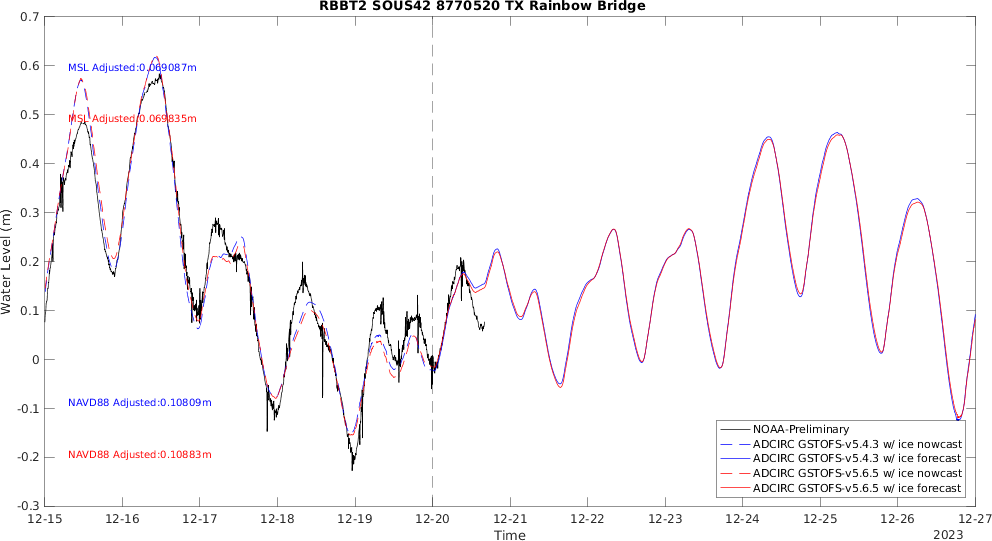 RBBT2 SOUS42 8770520 TX Rainbow Bridge
0.7
0.6
0.5
0.4
0.3
0.2
0.1
0
-0.1
-0.2
-0.3
Water Level (m)
MSL Adjusted:0.069087m
MSL Adjusted:0.069835m
NAVD88 Adjusted:0.10809m
NAVD88 Adjusted:0.10883m
NOAA-Preliminary
ADCIRC GSTOFS-v5.4.3 w/ ice nowcast
ADCIRC GSTOFS-v5.4.3 w/ ice forecast
ADCIRC GSTOFS-v5.6.5 w/ ice nowcast
ADCIRC GSTOFS-v5.6.5 w/ ice forecast
12-15 12-16 12-17 12-18 12-19 12-20 12-21 12-22 12-23 12-24 12-25 12-26 12-27
Time
2023